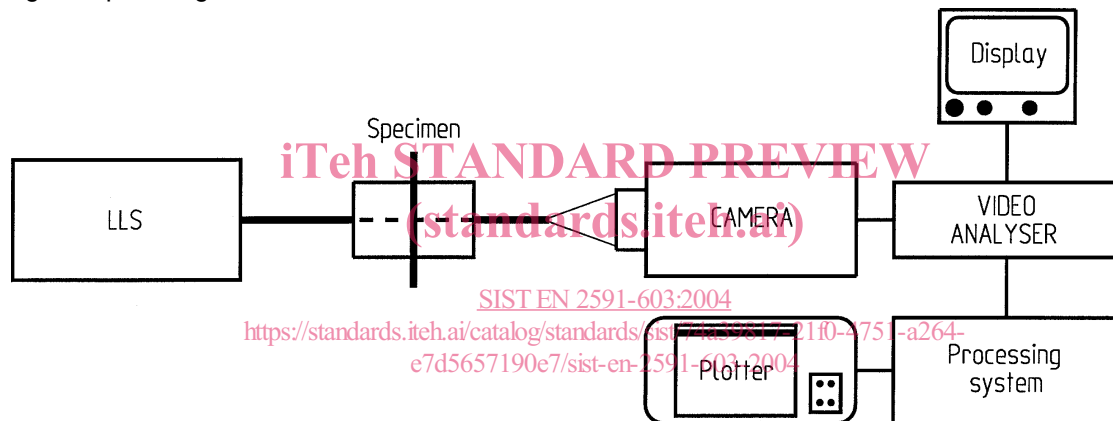 Display
Specimen
iTeh STANDARD PREVIEW
LLS
(standards.iteh.ai)
CAMERA
VIDEO
ANALYSER
SIST EN 2591-603:2004
https://standards.iteh.ai/catalog/standards/sist/74a39817-21f0-4751-a264-
e7d5657190e7/sist-en-2591-603-2004
Plotter
Processing
system